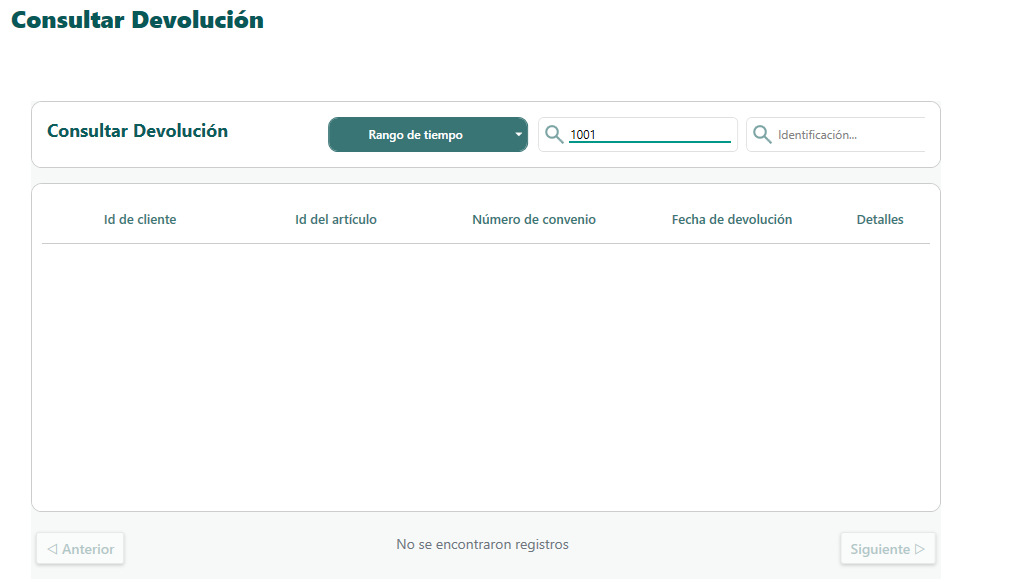 Consultar Devolución
Consultar Devolución
Rango de tiempo
1001
Identificación...
Id de cliente
Id del artículo
Número de convenio
Fecha de devolución
Detalles
Anterior
No se encontraron registros
Siguiente